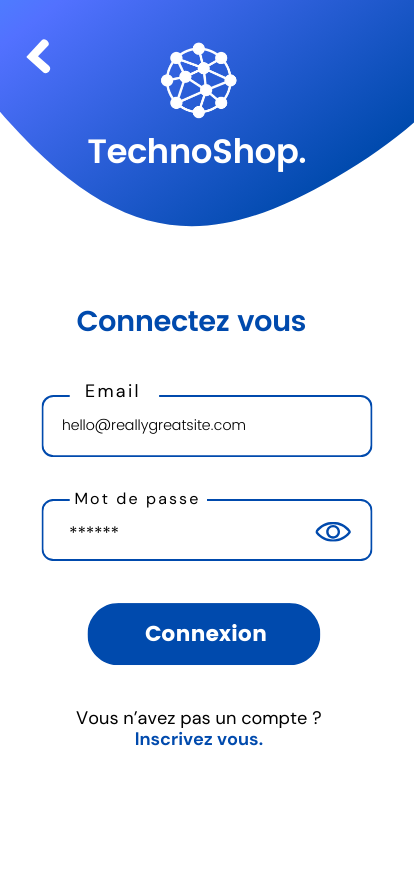 TechnoShop.
Connectez vous
Email
hello@reallygreatsite.com
Mot de passe
******
Connexion
Vous n’avez pas un compte ?
Inscrivez vous.